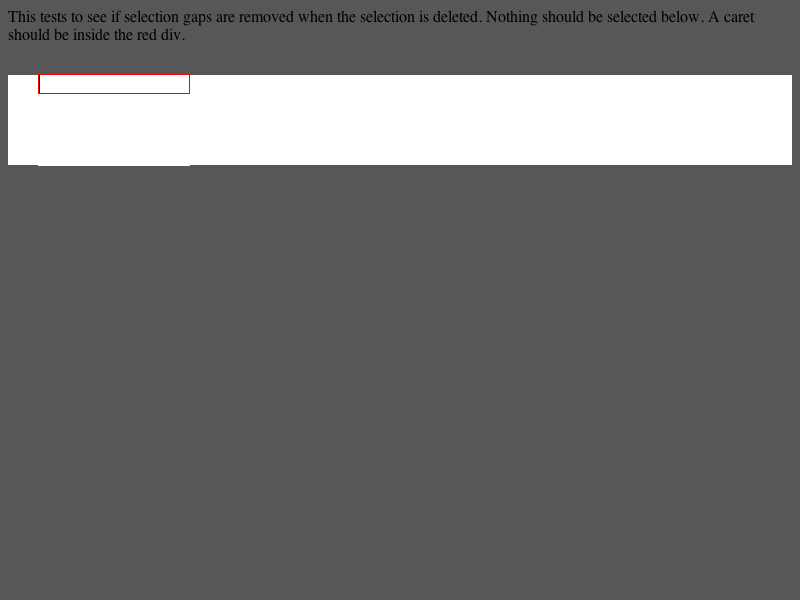 This tests to see if selection gaps are removed when the selection is deleted. Nothing should be selected below. A caret
should be inside the red div.